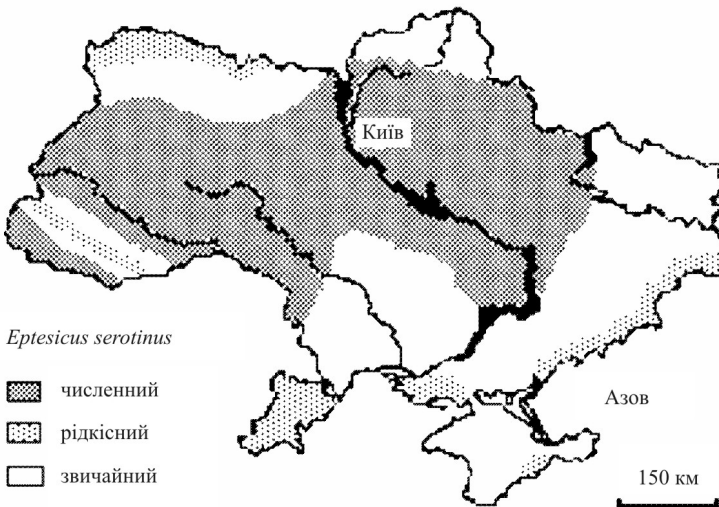 Київ
Eptesicus serotinus
численний
рідкісний
звичайний
Азов
150 км